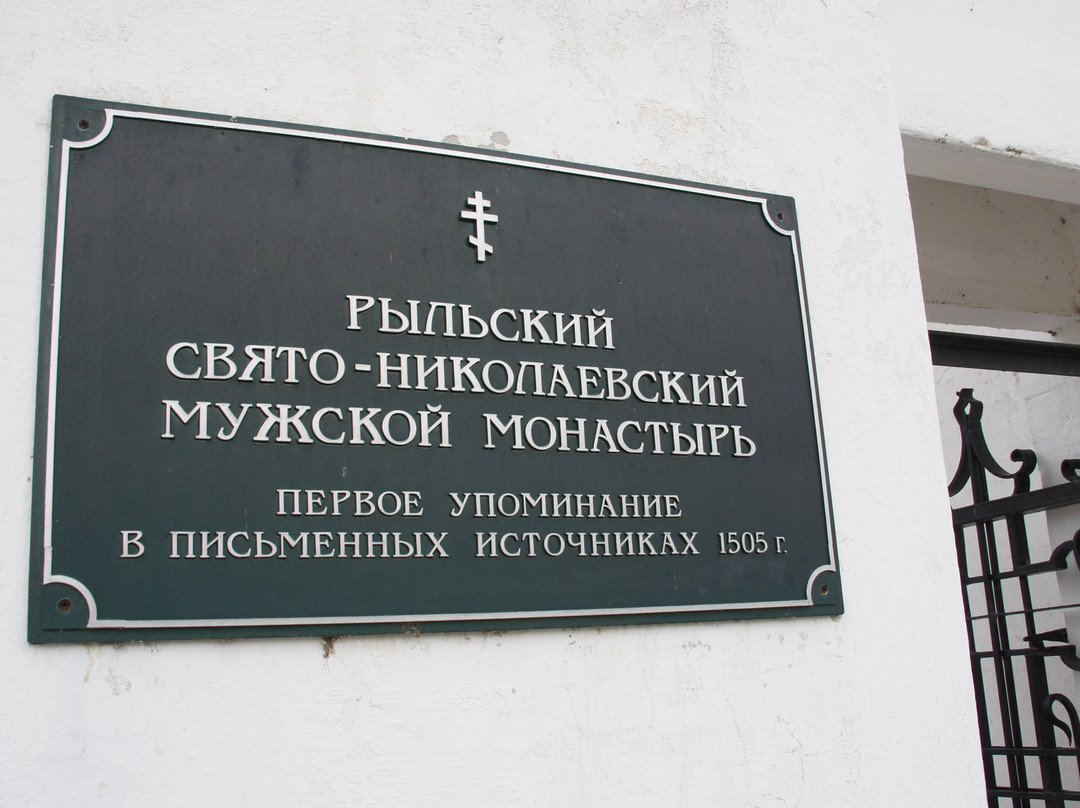 РЫЛЬСКИЙ
СВЯТО-НИКОЛАЕВСКИЙ
МУЖСКОЙ МОНАСТЫРЬ
ПЕРВОЕ УПОМИНАНИЕ
В ПИСЬМЕННЫХ ИСТОЧНИКАХ 1505 г.